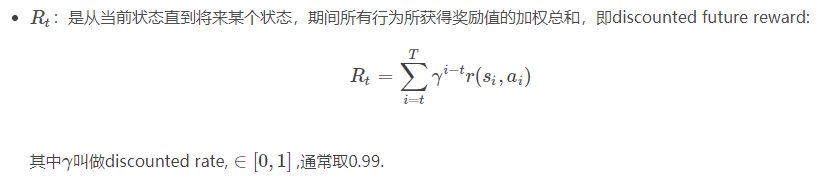 • R_t：是从当前状态直到将来某个状态，期间所有行为所获得奖励值的加权总和，即discounted future reward:
R_t = \sum_{i=t}^{T} γ^{i−t} r(s_i, a_i)
其中γ叫做discounted rate, ∈ [0, 1] ,通常取0.99.